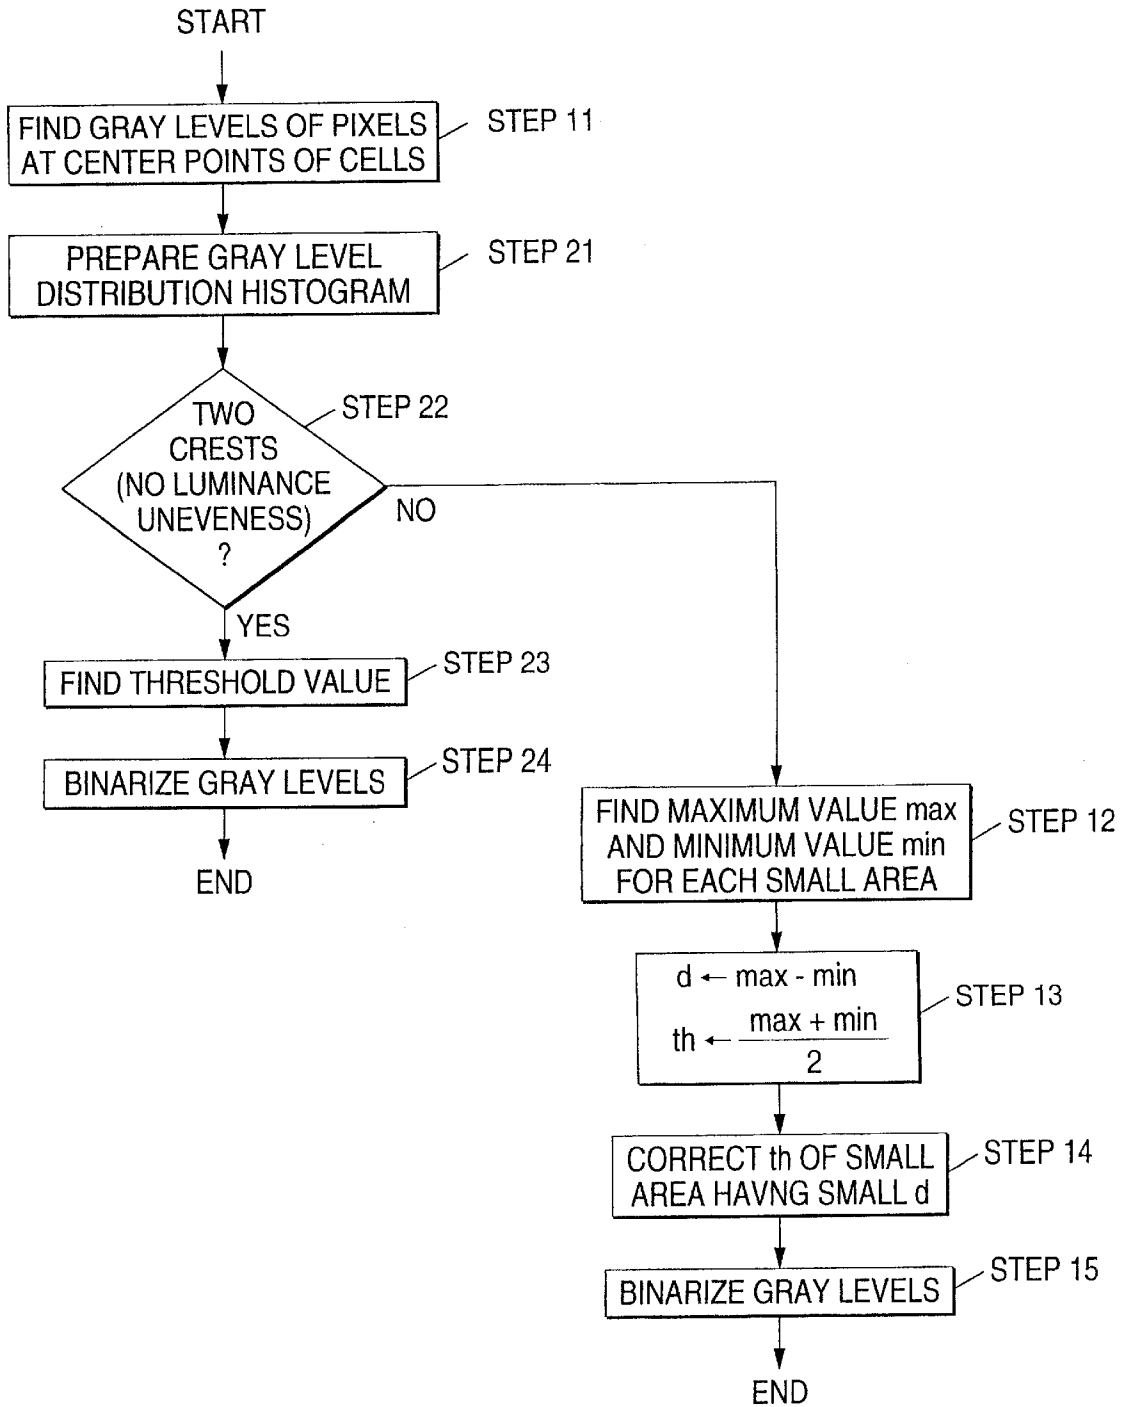 START
FIND GRAY LEVELS OF PIXELS
AT CENTER POINTS OF CELLS
STEP 11
PREPARE GRAY LEVEL
DISTRIBUTION HISTOGRAM
STEP 21
TWO
CRESTS
(NO LUMINANCE
UNEVENESS)
?
STEP 22
NO
YES
FIND THRESHOLD VALUE
STEP 23
BINARIZE GRAY LEVELS
STEP 24
END
FIND MAXIMUM VALUE max
AND MINIMUM VALUE min
FOR EACH SMALL AREA
STEP 12
d ← max - min
th ← max + min
2
STEP 13
CORRECT th OF SMALL
AREA HAVNG SMALL d
STEP 14
BINARIZE GRAY LEVELS
STEP 15
END